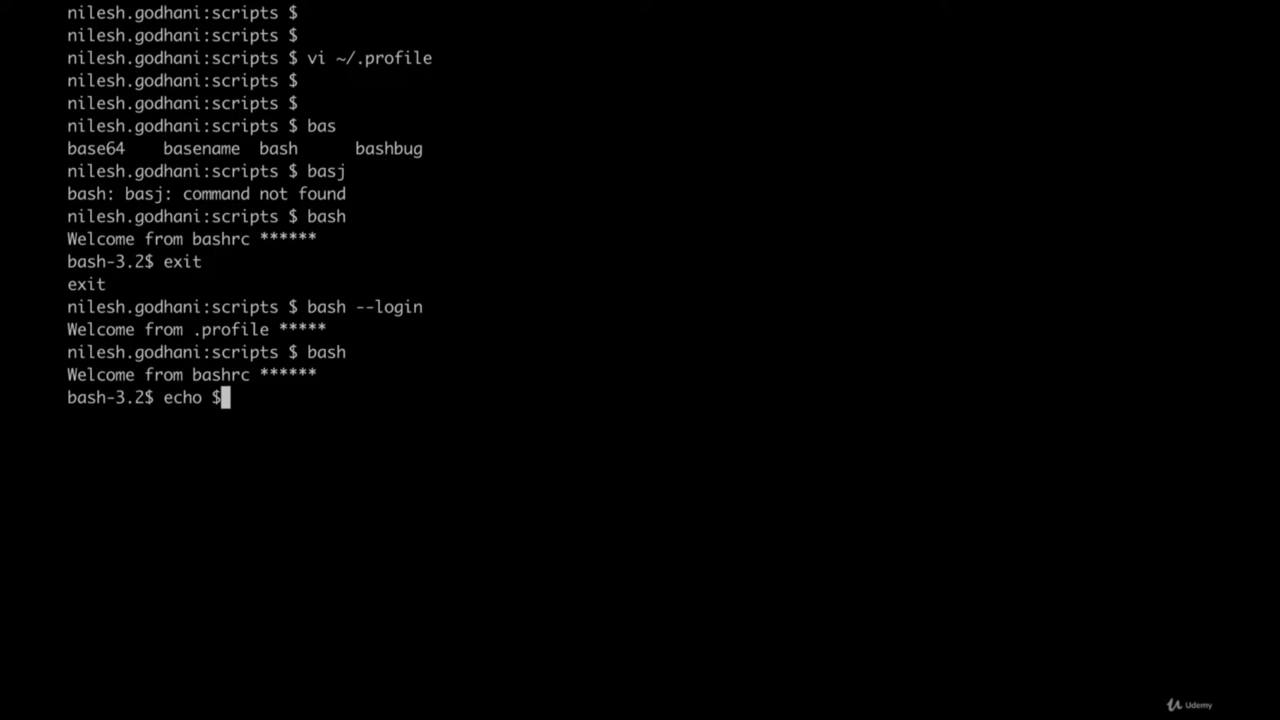 nilesh.godhani:scripts $
nilesh.godhani:scripts $
nilesh.godhani:scripts $ vi ~/.profile
nilesh.godhani:scripts $
nilesh.godhani:scripts $
nilesh.godhani:scripts $ bas
base64    basename  bash      bashbug
nilesh.godhani:scripts $ basj
bash: basj: command not found
nilesh.godhani:scripts $ bash
Welcome from bashrc ******
bash-3.2$ exit
exit
nilesh.godhani:scripts $ bash --login
Welcome from .profile *****
nilesh.godhani:scripts $ bash
Welcome from bashrc ******
bash-3.2$ echo $
Udemy